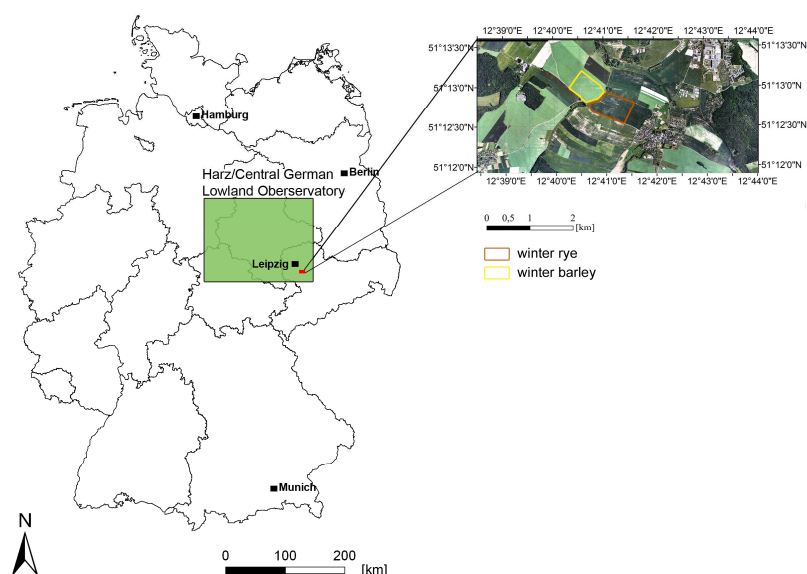 12°39'0"E 12°40'0"E 12°41'0"E 12°42'0"E 12°43'0"E 12°44'0"E
51°13'30"N 51°13'30"N
51°13'0"N 51°13'0"N
51°12'30"N 51°12'30"N
51°12'0"N 51°12'0"N
12°39'0"E 12°40'0"E 12°41'0"E 12°42'0"E 12°43'0"E 12°44'0"E
Hamburg
Berlin
Harz/Central German
Lowland Oberservatory
Leipzig
Munich
0 0,5 1 2
[km]
winter rye
winter barley
N
0 100 200
[km]